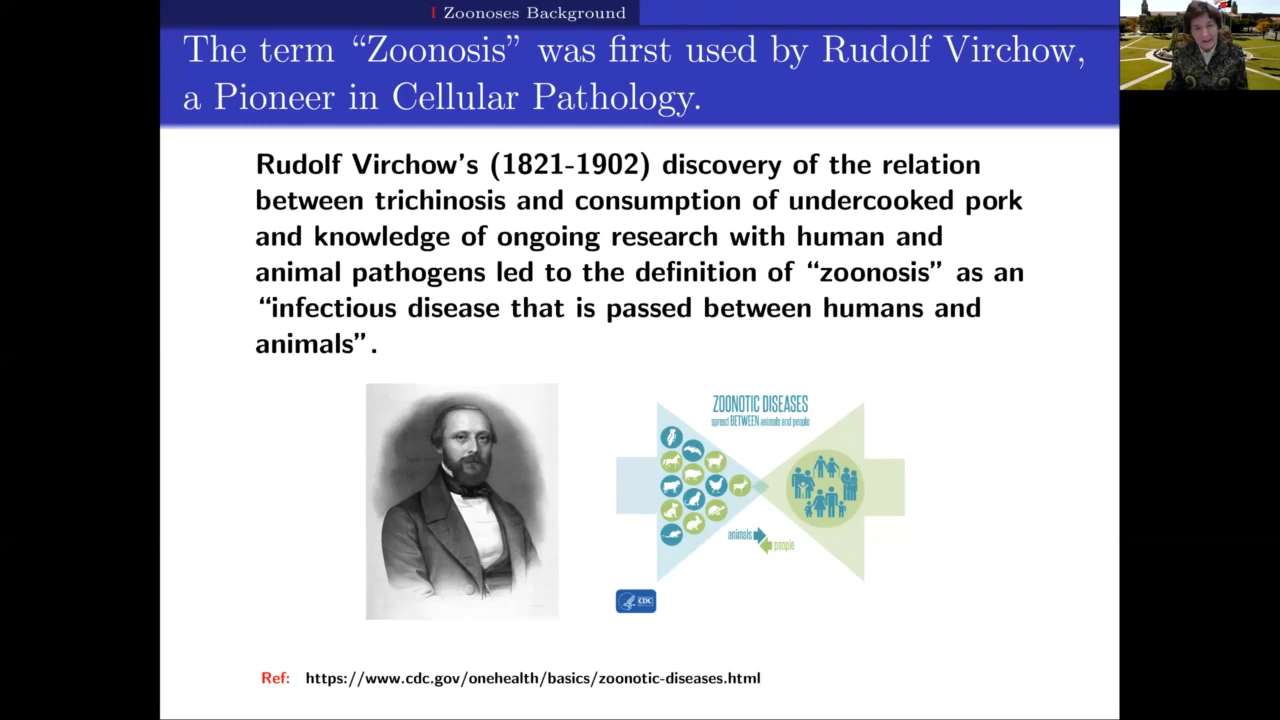 I Zoonoses Background
The term “Zoonosis” was first used by Rudolf Virchow,
a Pioneer in Cellular Pathology.
Rudolf Virchow’s (1821-1902) discovery of the relation
between trichinosis and consumption of undercooked pork
and knowledge of ongoing research with human and
animal pathogens led to the definition of “zoonosis” as an
“infectious disease that is passed between humans and
animals”.
ZOONOTIC DISEASES
spread BETWEEN animals and people
animals
people
CDC
Ref: https://www.cdc.gov/onehealth/basics/zoonotic-diseases.html